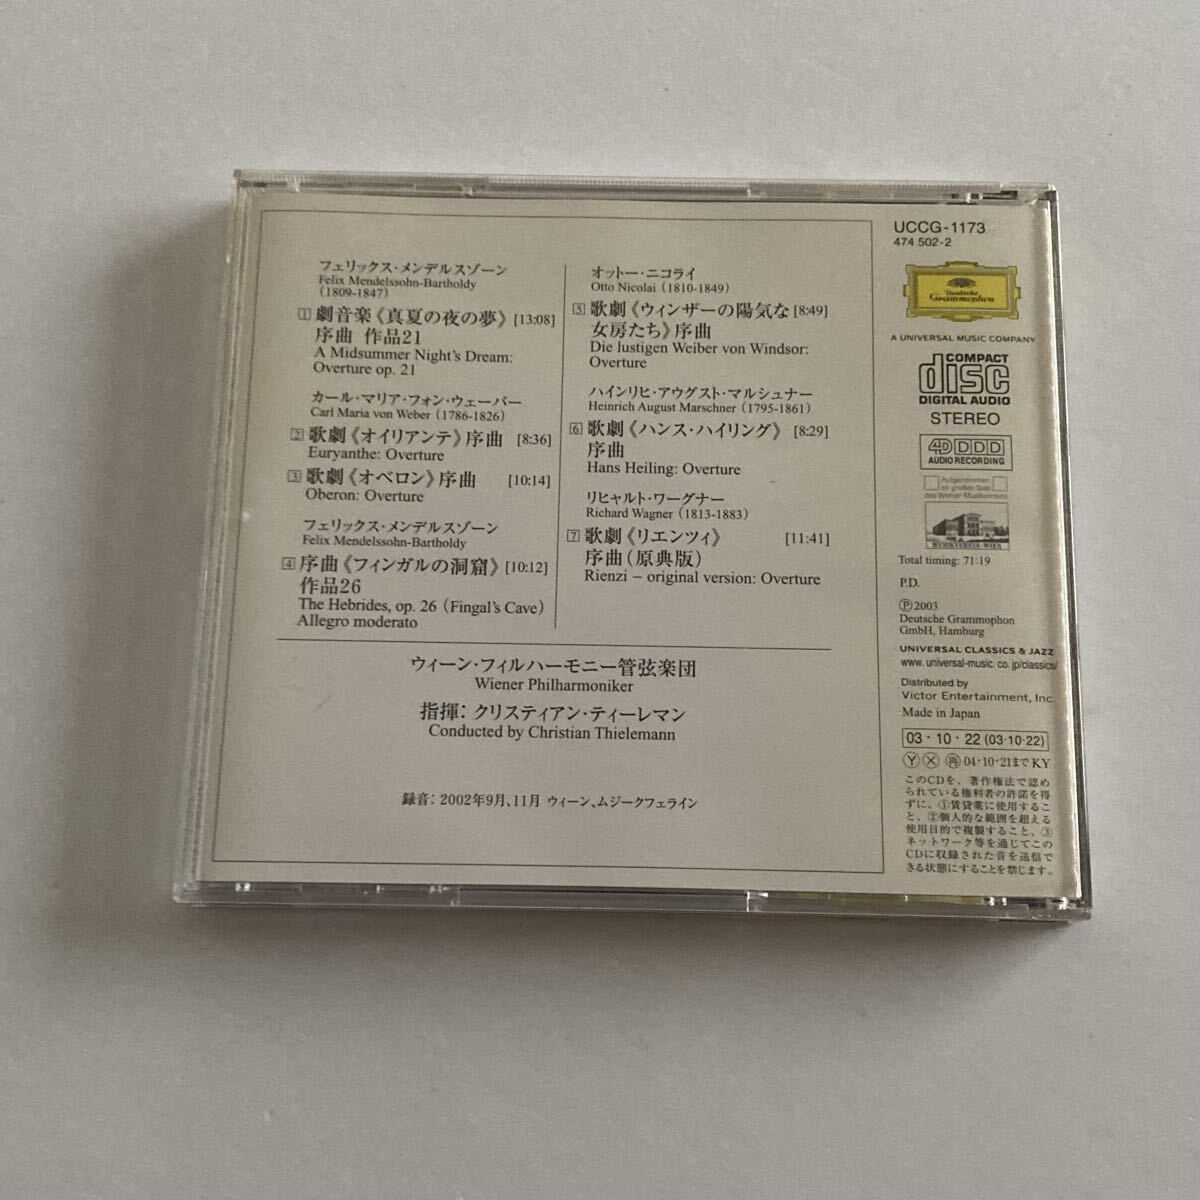 フェリックス・メンデルスゾーン
Felix Mendelssohn-Bartholdy
(1809-1847)
1 劇音楽《真夏の夜の夢》 [13:08]
序曲 作品21
A Midsummer Night's Dream:
Overture op. 21
カール・マリア・フォン・ウェーバー
Carl Maria von Weber (1786-1826)
2 歌劇《オイリアンテ》序曲 [8:36]
Euryanthe: Overture
3 歌劇《オベロン》序曲 [10:14]
Oberon: Overture
フェリックス・メンデルスゾーン
Felix Mendelssohn-Bartholdy
4 序曲《フィンガルの洞窟》 [10:12]
作品26
The Hebrides, op. 26 (Fingal's Cave)
Allegro moderato
オットー・ニコライ
Otto Nicolai (1810-1849)
5 歌劇《ウィンザーの陽気な [8:49]
女房たち》序曲
Die lustigen Weiber von Windsor:
Overture
ハインリヒ・アウグスト・マルシュナー
Heinrich August Marschner (1795-1861)
6 歌劇《ハンス・ハイリング》 [8:29]
序曲
Hans Heiling: Overture
リヒャルト・ワーグナー
Richard Wagner (1813-1883)
7 歌劇《リエンツィ》 [11:41]
序曲(原典版)
Rienzi – original version: Overture
ウィーン・フィルハーモニー管弦楽団
Wiener Philharmoniker
指揮: クリスティアン・ティーレマン
Conducted by Christian Thielemann
録音: 2002年9月、11月 ウィーン、ムジークフェライン
UCCG-1173
474 502-2
Deutsche
Grammophon
A UNIVERSAL MUSIC COMPANY
COMPACT
disc
DIGITAL AUDIO
STEREO
4D DDD
AUDIO RECORDING
Aufgenommen
im großen Saal
des Wiener Musikvereins
MUSIKVEREIN WIEN
Total timing: 71:19
P.D.
Ⓟ 2003
Deutsche Grammophon
GmbH, Hamburg
UNIVERSAL CLASSICS & JAZZ
www. universal-music. co. jp/classics/
Distributed by
Victor Entertainment, Inc.
Made in Japan
03・10・22 (03・10・22)
Ⓨ Ⓧ 再 04・10・21まで KY
このCDを、著作権法で認め
られている権利者の許諾を得
ずに、①賃貸業に使用するこ
と、②個人的な範囲を超える
使用目的で複製すること、③
ネットワーク等を通じてこの
CDに収録された音を送信で
きる状態にすることを禁じます。